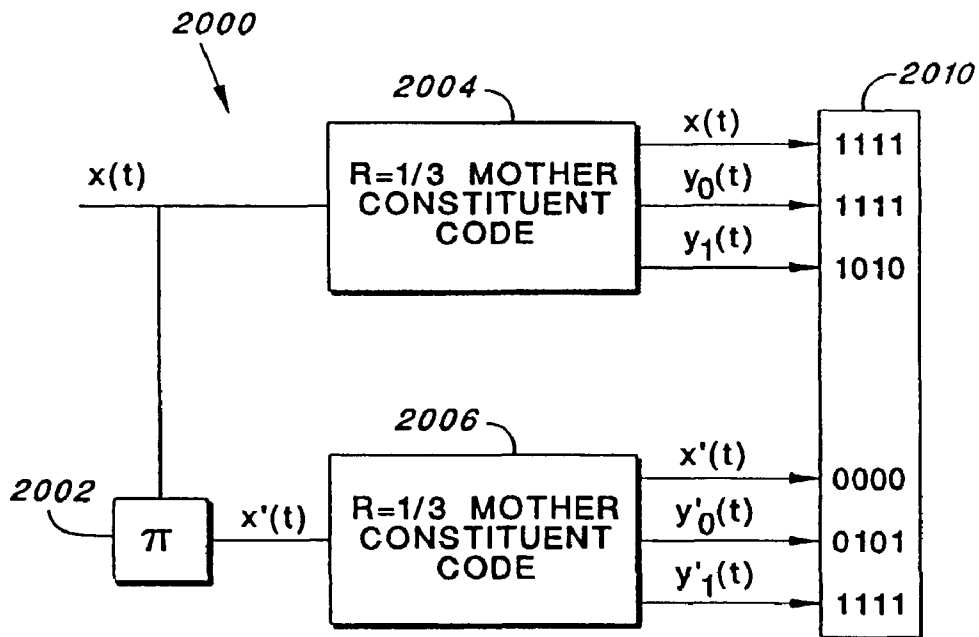 2000
2004
2010
x(t)
R=1/3 MOTHER
CONSTITUENT
CODE
x(t)
y₀(t)
y₁(t)
1111
1111
1010
2006
2002
π
x'(t)
R=1/3 MOTHER
CONSTITUENT
CODE
x'(t)
y'₀(t)
y'₁(t)
0000
0101
1111